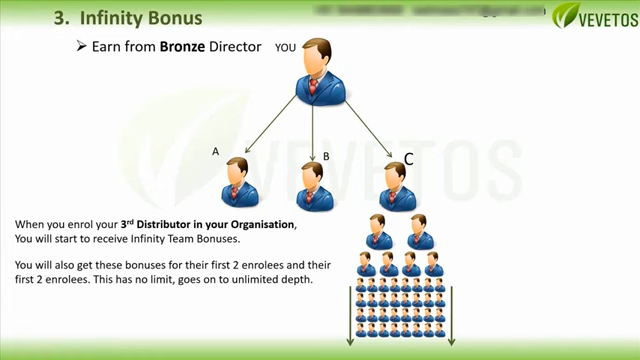 3. Infinity Bonus
VEVETOS
➢ Earn from Bronze Director
YOU
A
B
C
VEVETOS
When you enrol your 3rd Distributor in your Organisation,
You will start to receive Infinity Team Bonuses.
You will also get these bonuses for their first 2 enrolees and their
first 2 enrolees. This has no limit, goes on to unlimited depth.